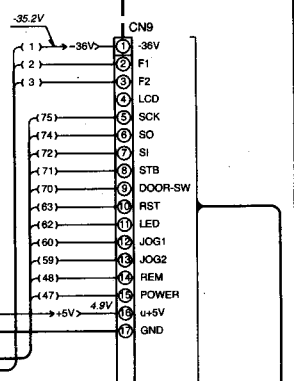 -35.2V
CN9
1 -36V 1 -36V
2 2 F1
3 3 F2
4 LCD
75 5 SCK
74 6 SO
72 7 SI
71 8 STB
70 9 DOOR-SW
63 10 RST
62 11 LED
60 12 JOG1
59 13 JOG2
48 14 REM
47 15 POWER
+5V 4.9V 16 u+5V
17 GND